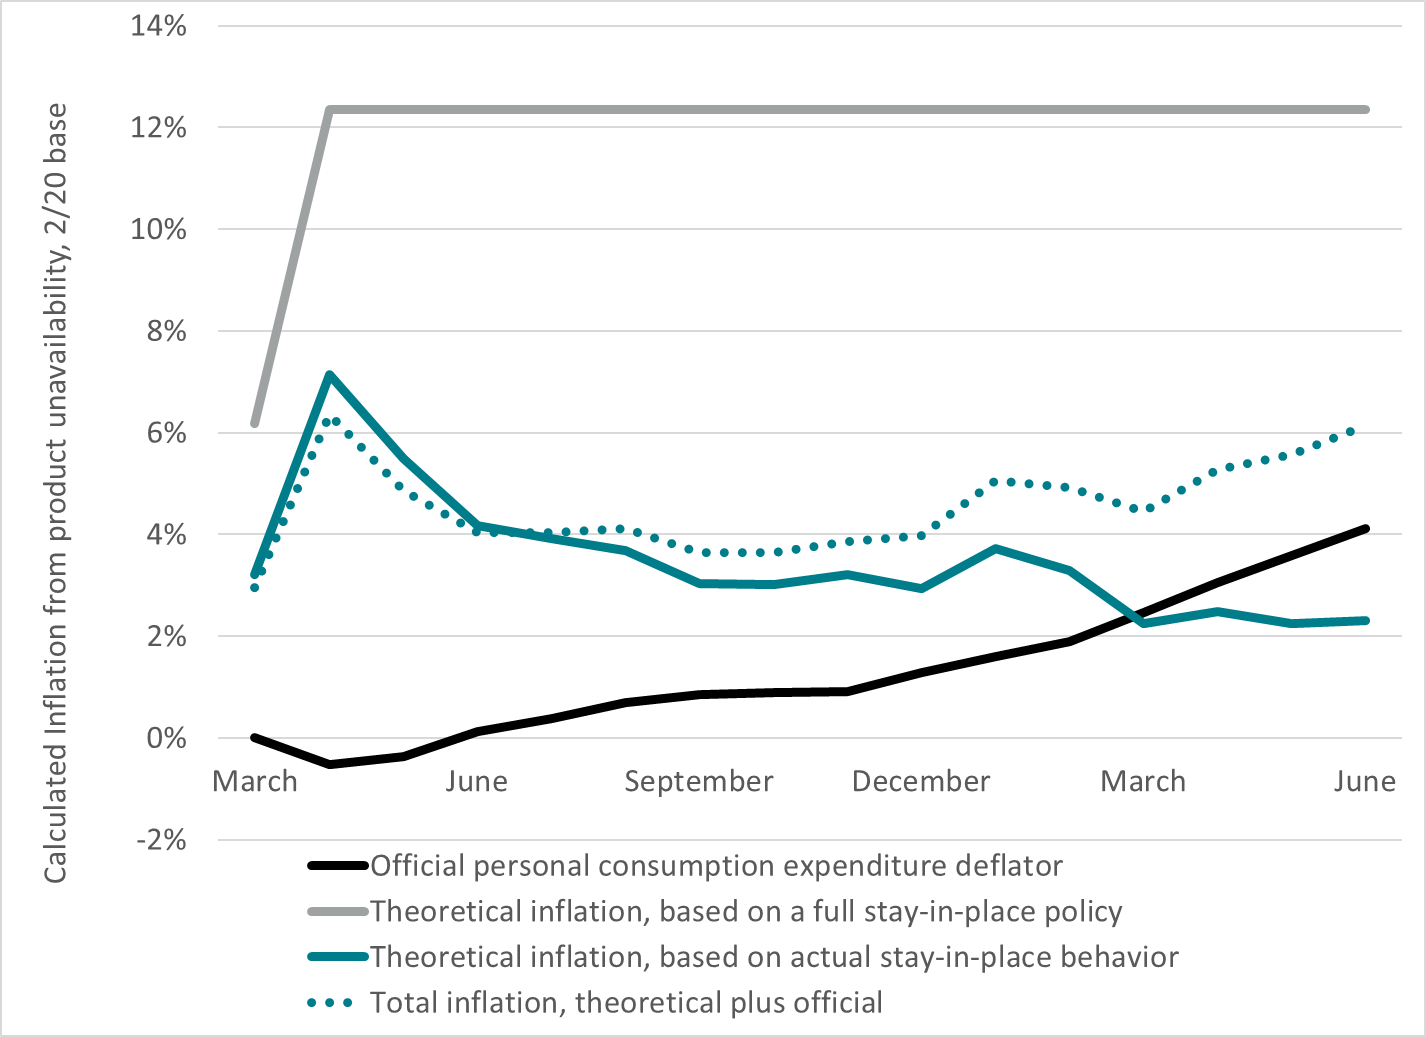 Calculated Inflation from product unavailability, 2/20 base
14%
12%
10%
8%
6%
4%
2%
0%
-2%
March
June
September
December
March
June
Official personal consumption expenditure deflator
Theoretical inflation, based on a full stay-in-place policy
Theoretical inflation, based on actual stay-in-place behavior
Total inflation, theoretical plus official